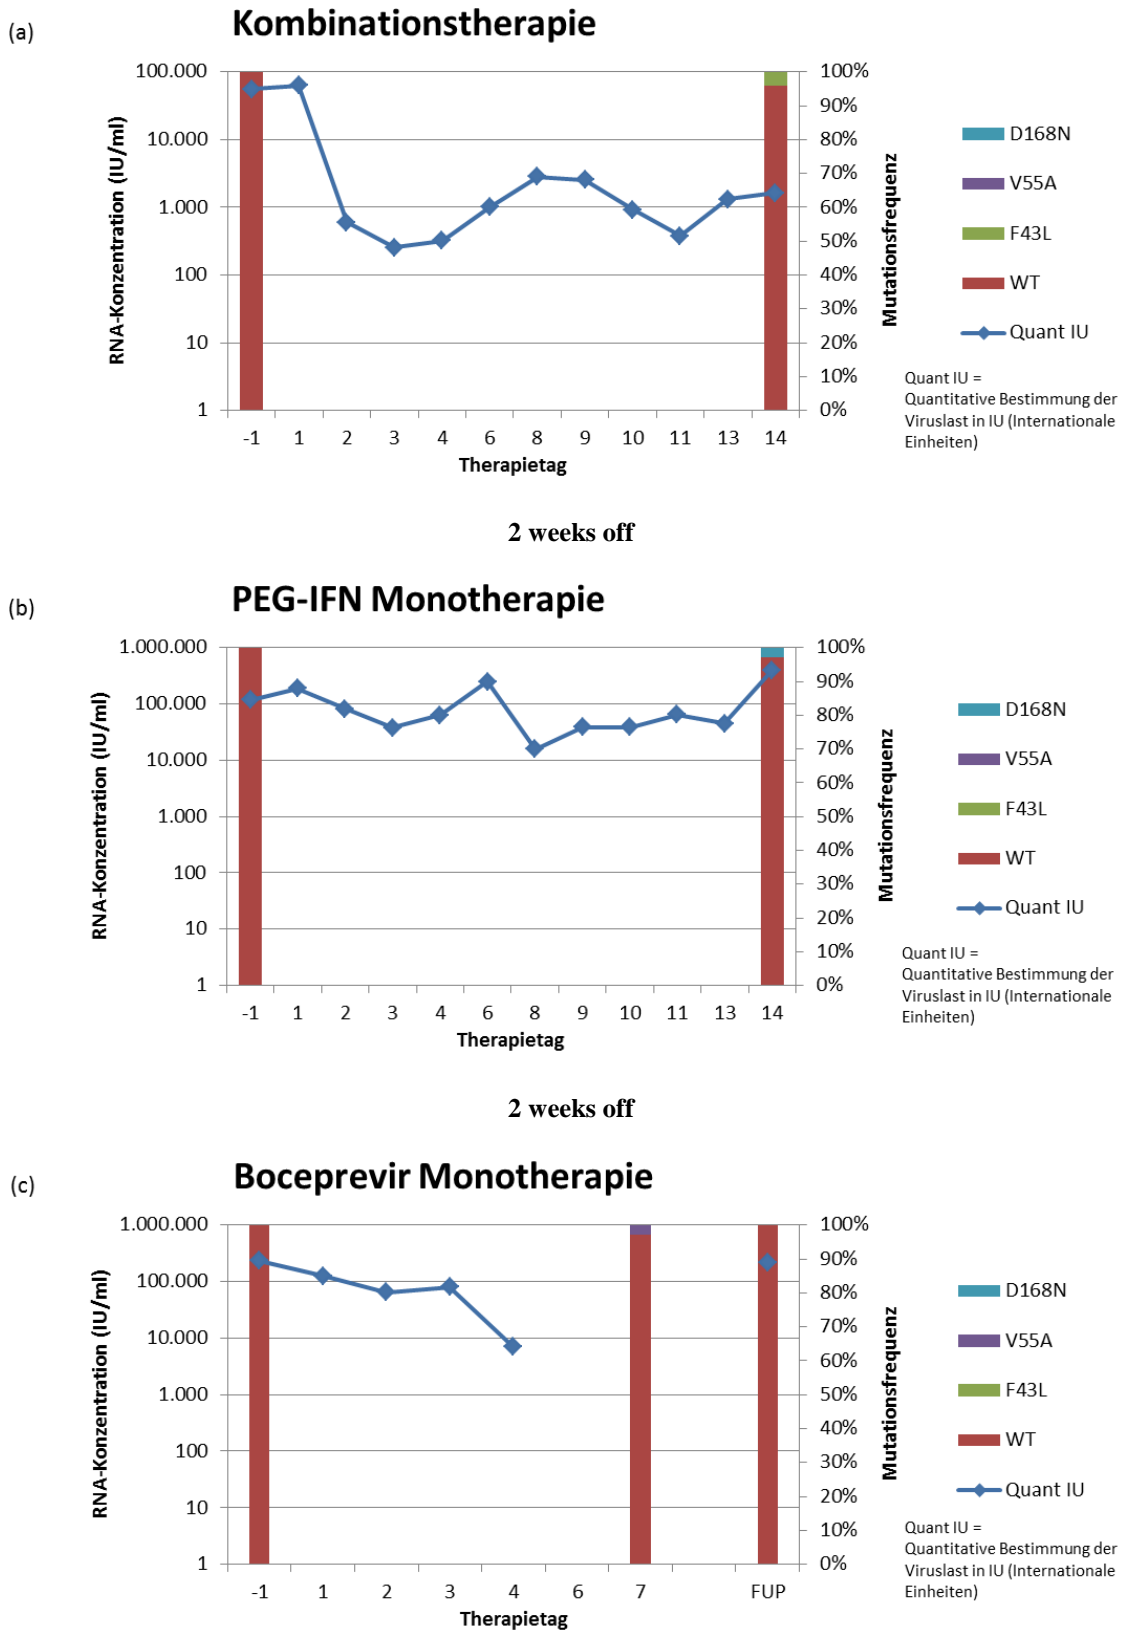 (a)
Kombinationstherapie
RNA-Konzentration (IU/ml)
100.000
10.000
1.000
100
10
1
100%
90%
80%
70%
60%
50%
40%
30%
20%
10%
0%
Mutationsfrequenz
-1 1 2 3 4 6 8 9 10 11 13 14
Therapietag
D168N
V55A
F43L
WT
Quant IU
Quant IU =
Quantitative Bestimmung der
Viruslast in IU (Internationale
Einheiten)
2 weeks off
(b)
PEG-IFN Monotherapie
RNA-Konzentration (IU/ml)
1.000.000
100.000
10.000
1.000
100
10
1
100%
90%
80%
70%
60%
50%
40%
30%
20%
10%
0%
Mutationsfrequenz
-1 1 2 3 4 6 8 9 10 11 13 14
Therapietag
D168N
V55A
F43L
WT
Quant IU
Quant IU =
Quantitative Bestimmung der
Viruslast in IU (Internationale
Einheiten)
2 weeks off
(c)
Boceprevir Monotherapie
RNA-Konzentration (IU/ml)
1.000.000
100.000
10.000
1.000
100
10
1
100%
90%
80%
70%
60%
50%
40%
30%
20%
10%
0%
Mutationsfrequenz
-1 1 2 3 4 6 7 FUP
Therapietag
D168N
V55A
F43L
WT
Quant IU
Quant IU =
Quantitative Bestimmung der
Viruslast in IU (Internationale
Einheiten)